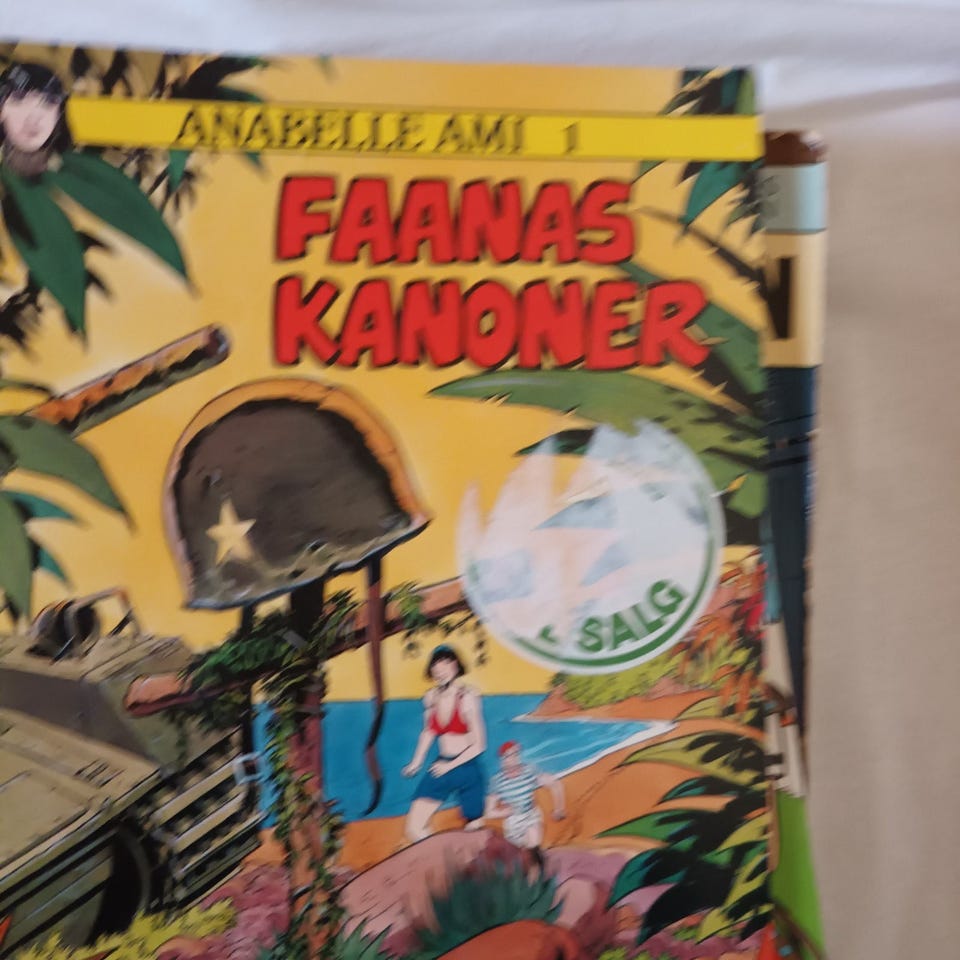 ANABELLE AMI 1
FAANAS
KANONER
SALG